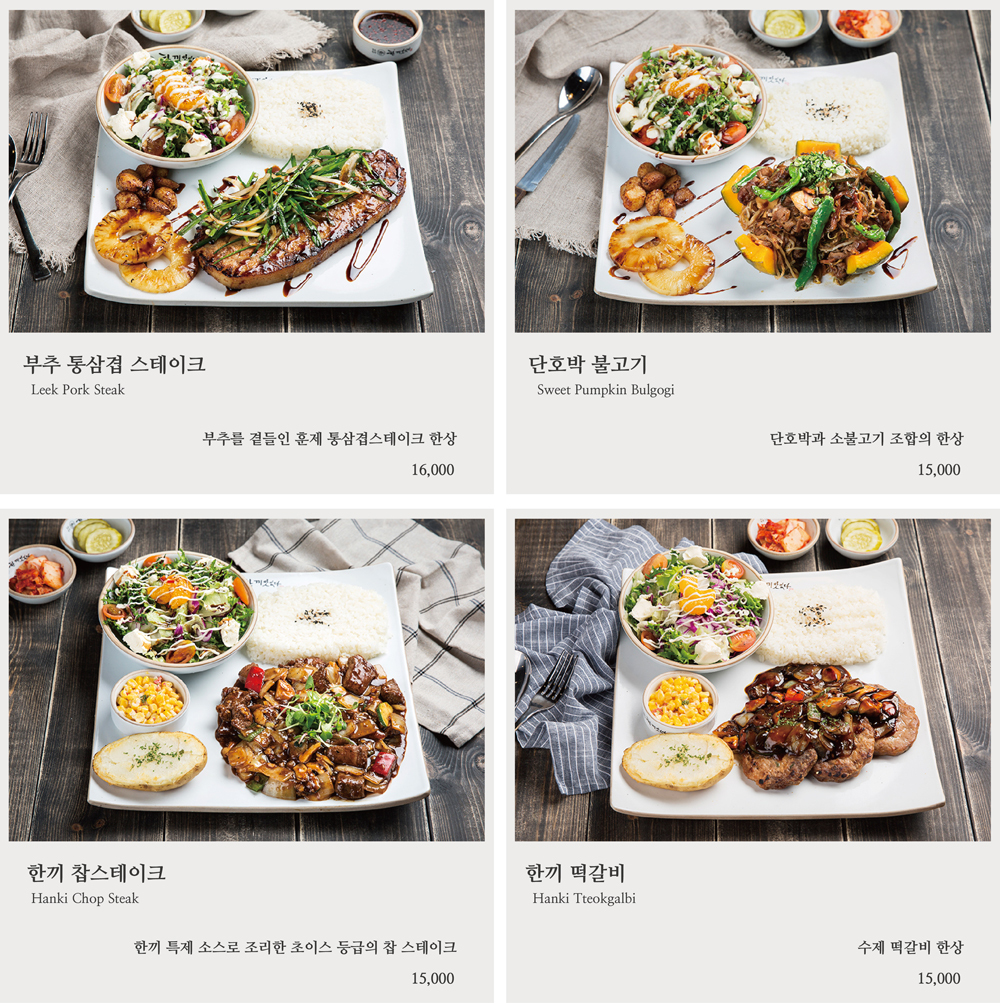 부추 통삼겹 스테이크
Leek Pork Steak
부추를 곁들인 훈제 통삼겹스테이크 한상
16,000
단호박 불고기
Sweet Pumpkin Bulgogi
단호박과 소불고기 조합의 한상
15,000
한끼 찹스테이크
Hanki Chop Steak
한끼 특제 소스로 조리한 초이스 등급의 찹 스테이크
15,000
한끼 떡갈비
Hanki Tteokgalbi
수제 떡갈비 한상
15,000